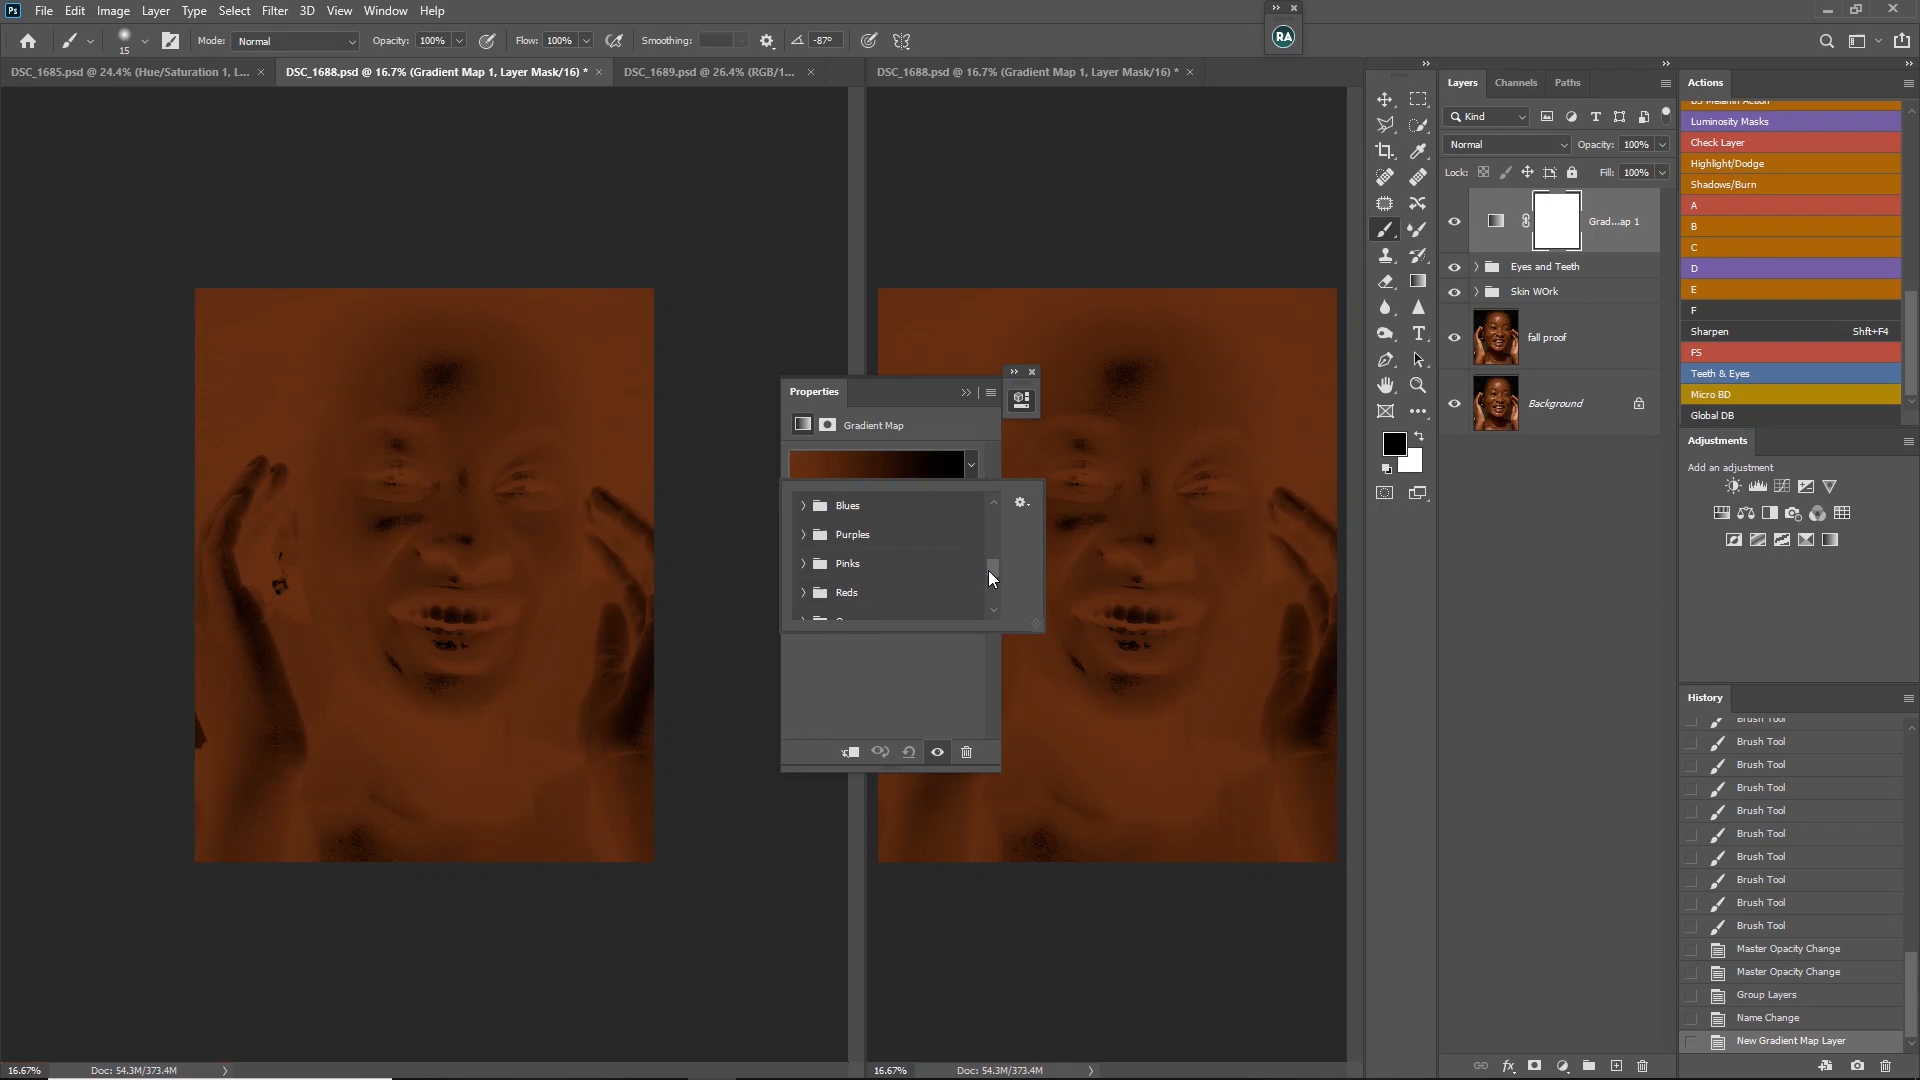 Ps File Edit Image Layer Type Select Filter 3D View Window Help
15 Mode: Normal Opacity: 100% Flow: 100% Smoothing: -87° RA
DSC_1685.psd @ 24.4% (Hue/Saturation 1, L... × DSC_1688.psd @ 16.7% (Gradient Map 1, Layer Mask/16) * × DSC_1689.psd @ 26.4% (RGB/1... × DSC_1688.psd @ 16.7% (Gradient Map 1, Layer Mask/16) * ×
Layers Channels Paths
Kind
Normal Opacity: 100%
Lock: Fill: 100%
Grad...ap 1
Eyes and Teeth
Skin WOrk
fall proof
Background
Actions
Luminosity Masks
Check Layer
Highlight/Dodge
Shadows/Burn
A
B
C
D
E
F
Sharpen Shft+F4
FS
Teeth & Eyes
Micro BD
Global DB
Adjustments
Add an adjustment
Properties
Gradient Map
Blues
Purples
Pinks
Reds
History
Brush Tool
Brush Tool
Brush Tool
Brush Tool
Brush Tool
Brush Tool
Brush Tool
Brush Tool
Brush Tool
Brush Tool
Master Opacity Change
Master Opacity Change
Group Layers
Name Change
New Gradient Map Layer
16.67% Doc: 54.3M/373.4M
16.67% Doc: 54.3M/373.4M